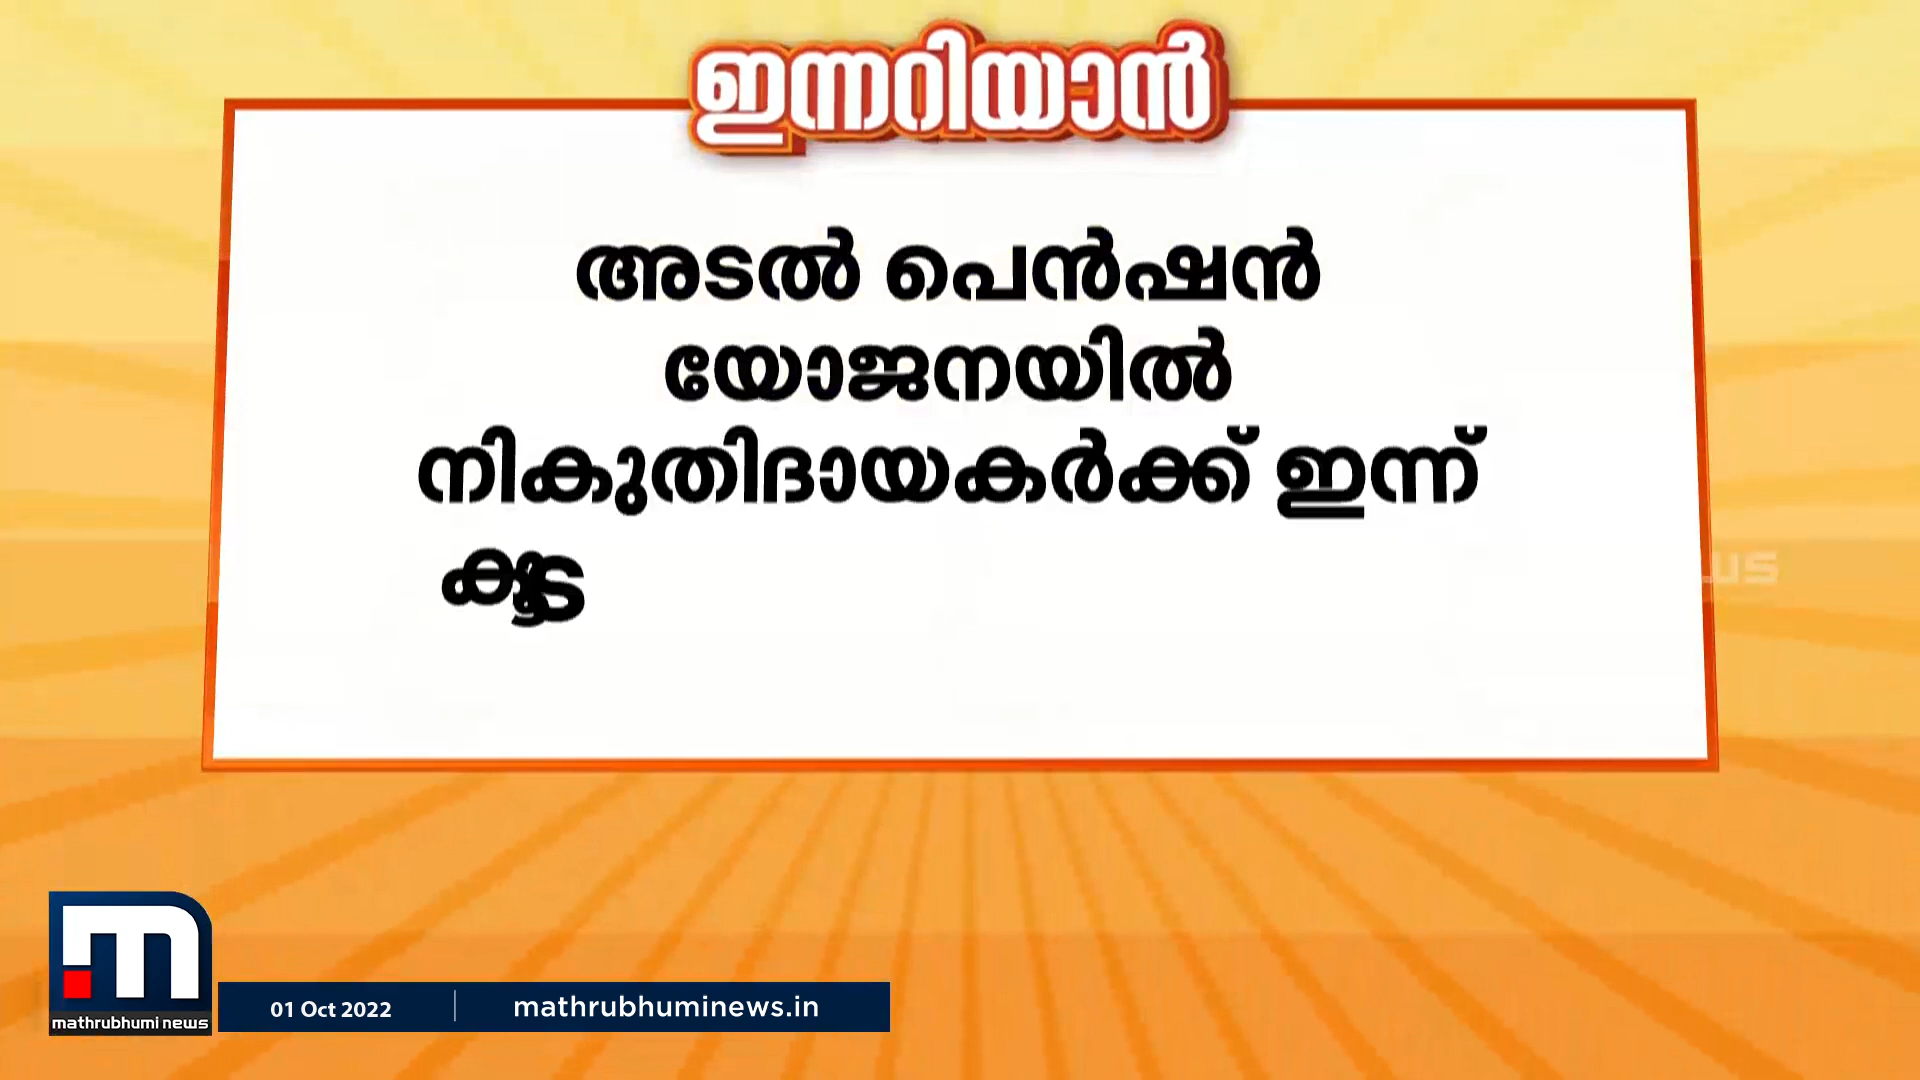 ഇന്നറിയാൻ
അടൽ പെൻഷൻ
യോജനയിൽ
നികുതിദായകർക്ക് ഇന്ന്
mathrubhumi news
01 Oct 2022
mathrubhuminews.in